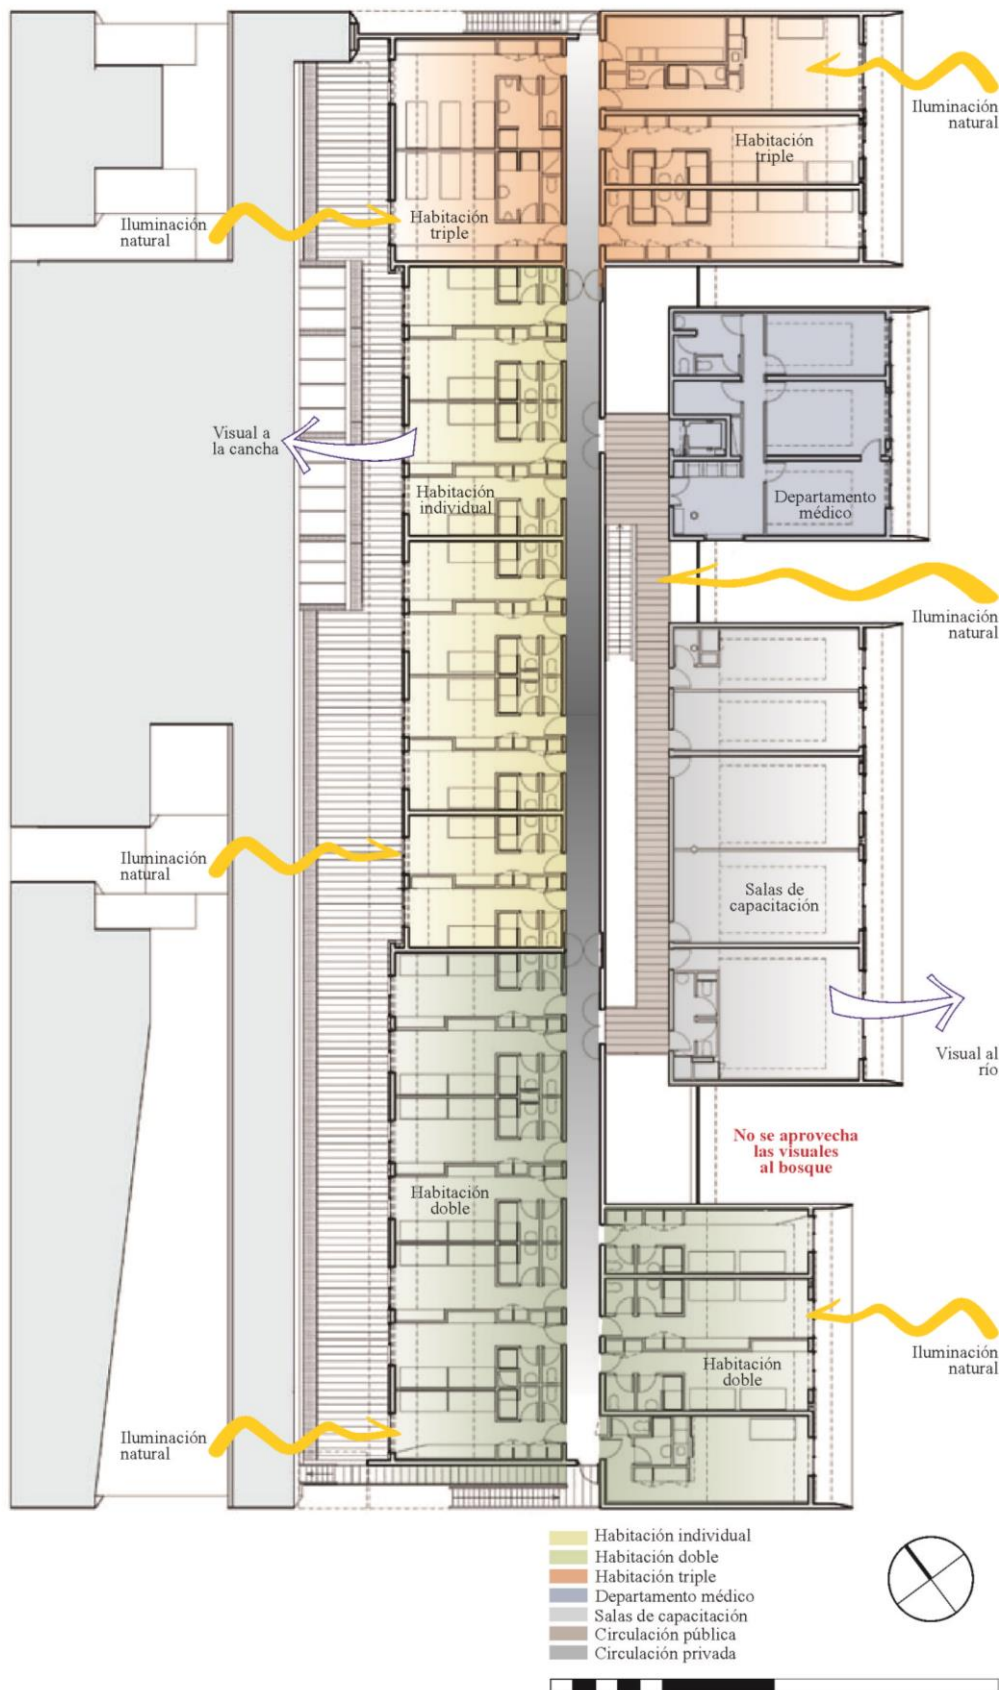 Iluminación
natural
Habitación
triple
Iluminación
natural
Habitación
triple
Visual a
la cancha
Habitación
individual
Departamento
médico
Iluminación
natural
Iluminación
natural
Salas de
capacitación
Visual al
río
No se aprovecha
las visuales
al bosque
Habitación
doble
Iluminación
natural
Habitación
doble
Iluminación
natural
Habitación individual
Habitación doble
Habitación triple
Departamento médico
Salas de capacitación
Circulación pública
Circulación privada